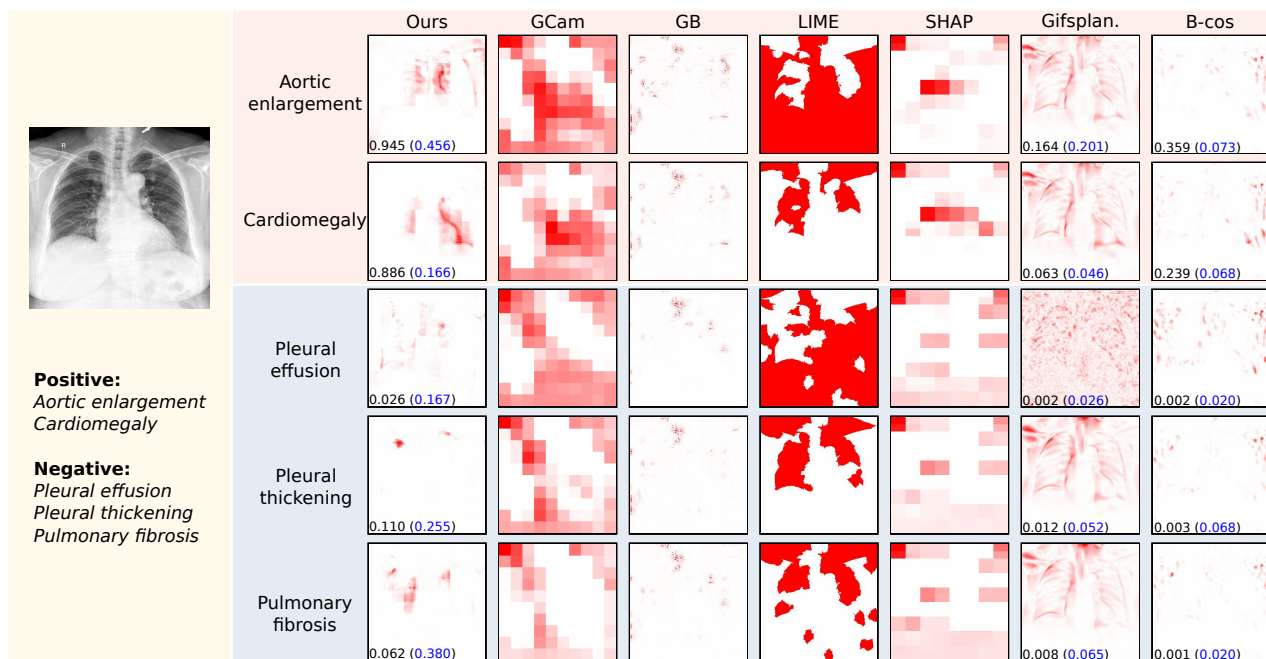 Ours GCam GB LIME SHAP Gifsplan. B-cos
Aortic
enlargement
0.945 (0.456) 0.164 (0.201) 0.359 (0.073)
R
Cardiomegaly
0.886 (0.166) 0.063 (0.046) 0.239 (0.068)
Pleural
effusion
0.026 (0.167) 0.002 (0.026) 0.002 (0.020)
Positive:
Aortic enlargement
Cardiomegaly
Negative:
Pleural effusion
Pleural thickening
Pulmonary fibrosis
Pleural
thickening
0.110 (0.255) 0.012 (0.052) 0.003 (0.068)
Pulmonary
fibrosis
0.062 (0.380) 0.008 (0.065) 0.001 (0.020)